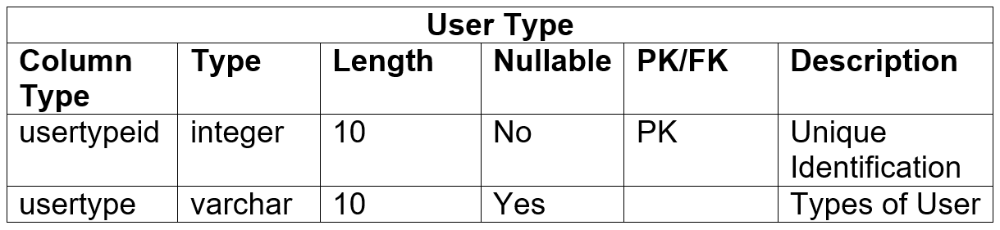 User Type
Column Type Type Length Nullable PK/FK Description
usertypeid integer 10 No PK Unique Identification
usertype varchar 10 Yes Types of User